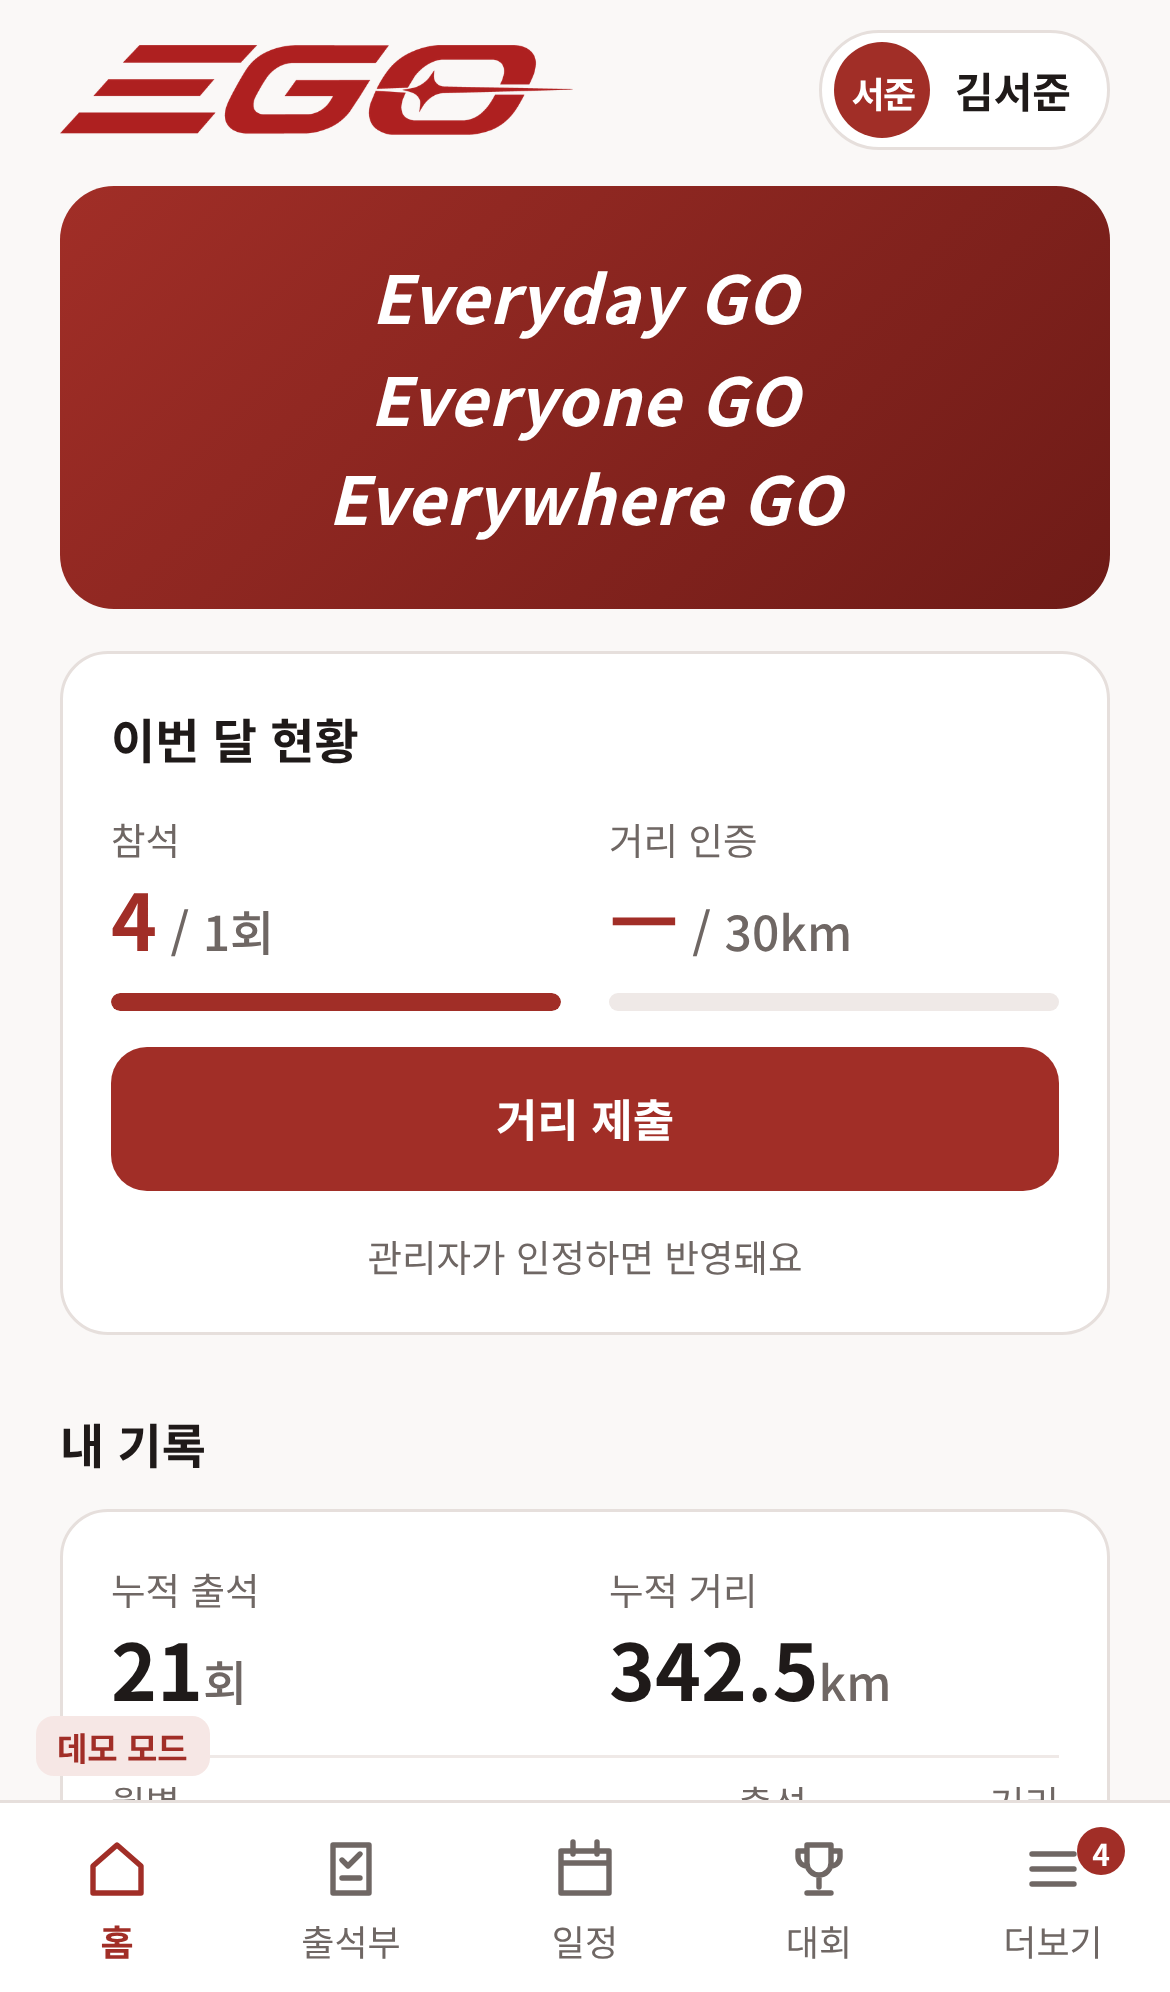 EGO
서준 김서준
Everyday GO
Everyone GO
Everywhere GO
이번 달 현황
참석 거리 인증
4 / 1회 — / 30km
거리 제출
관리자가 인정하면 반영돼요
내 기록
누적 출석 누적 거리
21회 342.5km
데모 모드
홈 출석부 일정 대회 더보기 4